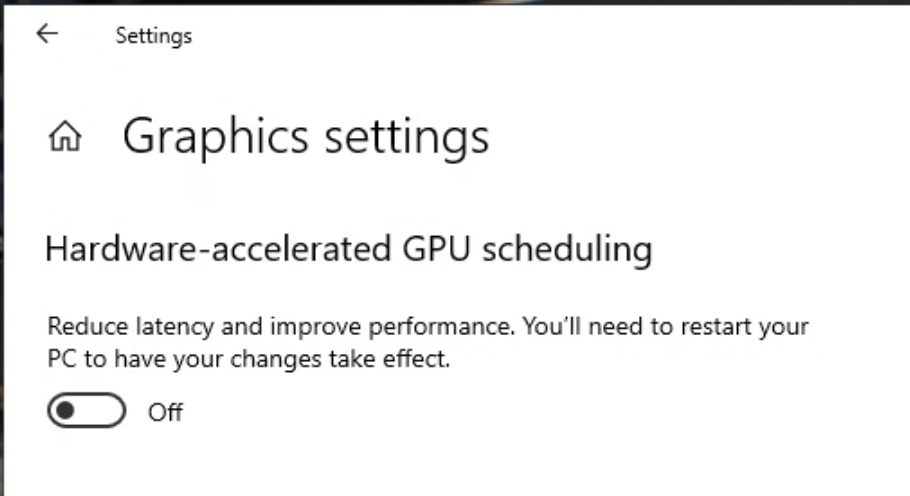 Settings
Graphics settings
Hardware-accelerated GPU scheduling
Reduce latency and improve performance. You'll need to restart your
PC to have your changes take effect.
Off